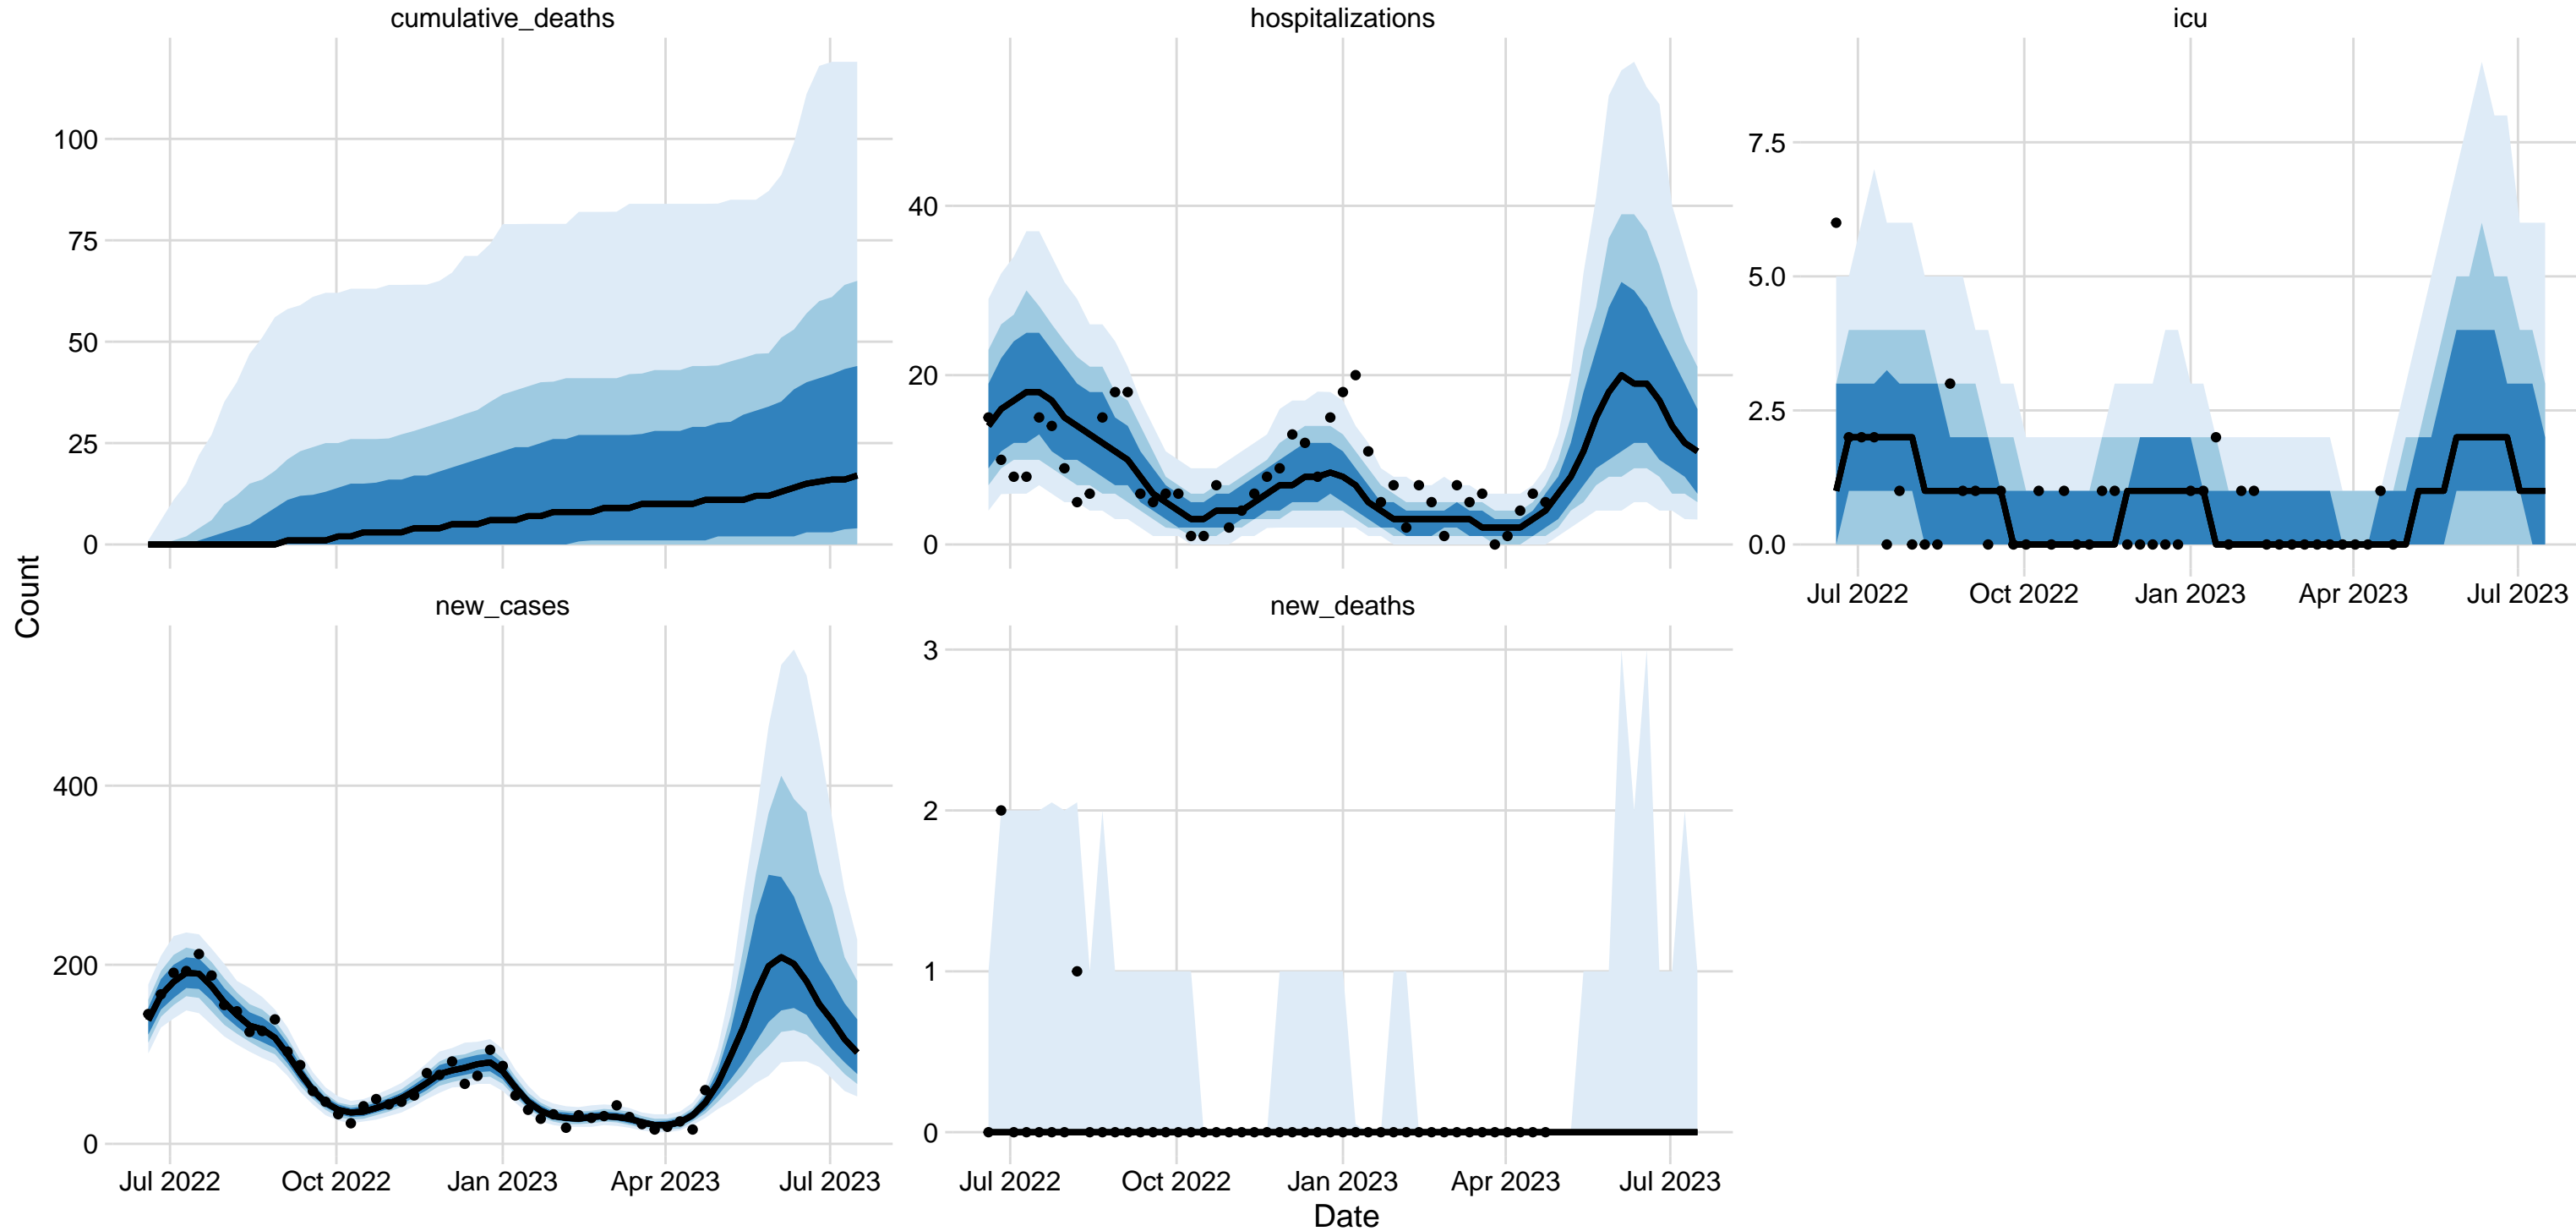 cumulative_deaths
hospitalizations
icu
100
75
50
25
0
40
20
0
7.5
5.0
2.5
0.0
Jul 2022
Oct 2022
Jan 2023
Apr 2023
Jul 2023
Count
new_cases
new_deaths
400
200
0
3
2
1
0
Jul 2022
Oct 2022
Jan 2023
Apr 2023
Jul 2023
Jul 2022
Oct 2022
Jan 2023
Apr 2023
Jul 2023
Date